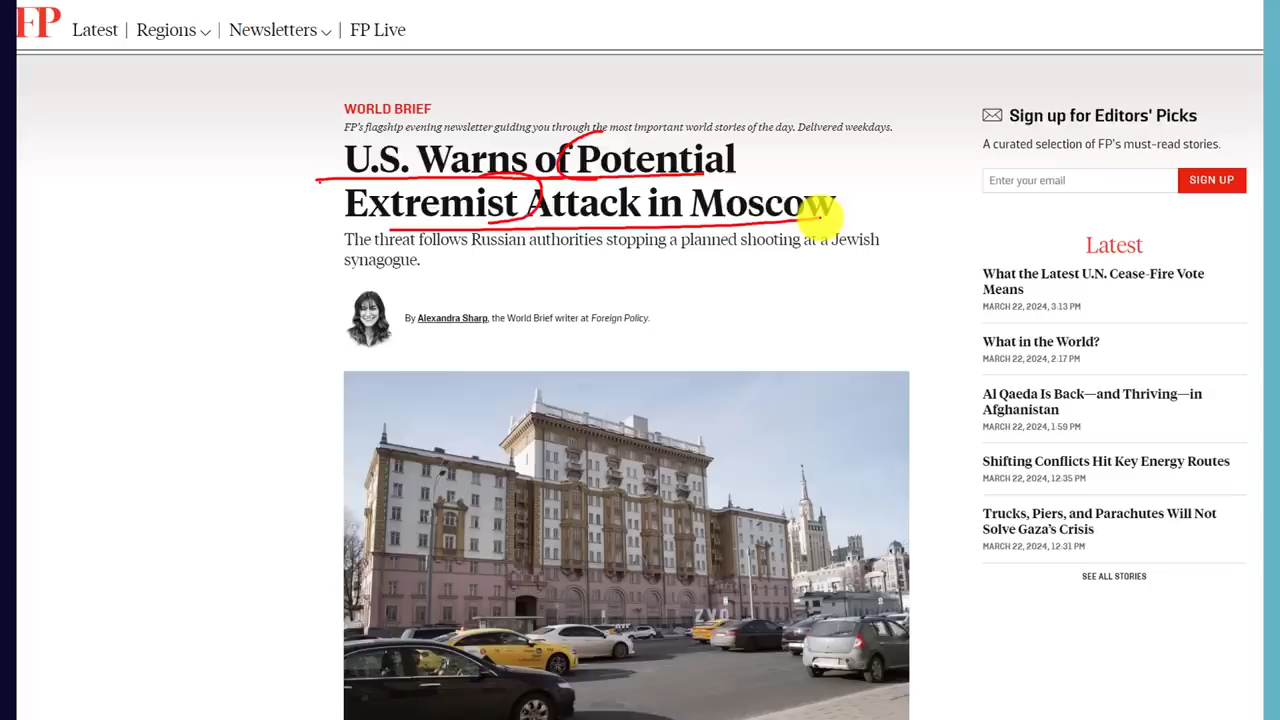 FP
Latest | Regions | Newsletters | FP Live
WORLD BRIEF
FP's flagship evening newsletter guiding you through the most important world stories of the day. Delivered weekdays.
U.S. Warns of Potential
Extremist Attack in Moscow
The threat follows Russian authorities stopping a planned shooting at a Jewish
synagogue.
By Alexandra Sharp, the World Brief writer at Foreign Policy.
ZVO
Sign up for Editors' Picks
A curated selection of FP's must-read stories.
Enter your email
SIGN UP
Latest
What the Latest U.N. Cease-Fire Vote
Means
MARCH 22, 2024, 3:13 PM
What in the World?
MARCH 22, 2024, 2:17 PM
Al Qaeda Is Back—and Thriving—in
Afghanistan
MARCH 22, 2024, 1:59 PM
Shifting Conflicts Hit Key Energy Routes
MARCH 22, 2024, 12:35 PM
Trucks, Piers, and Parachutes Will Not
Solve Gaza's Crisis
MARCH 22, 2024, 12:31 PM
SEE ALL STORIES